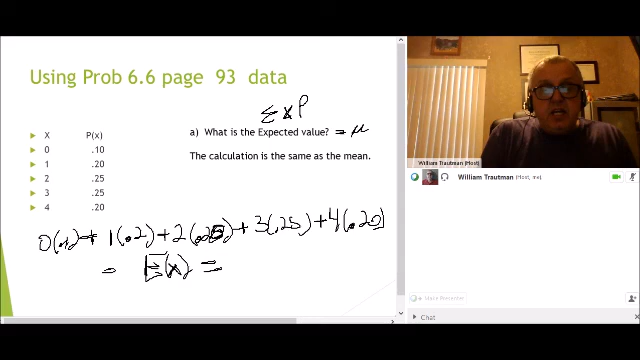 Using Prob 6.6 page 93 data
Σ x P
a) What is the Expected value? = μ
The calculation is the same as the mean.
X P(x)
0 .10
1 .20
2 .25
3 .25
4 .20
0(.1) + 1(.2) + 2(.25) + 3(.25) + 4(.20)
= E(x) =
William Trautman (Host)
William Trautman (Host, me)
Make Presenter
Chat